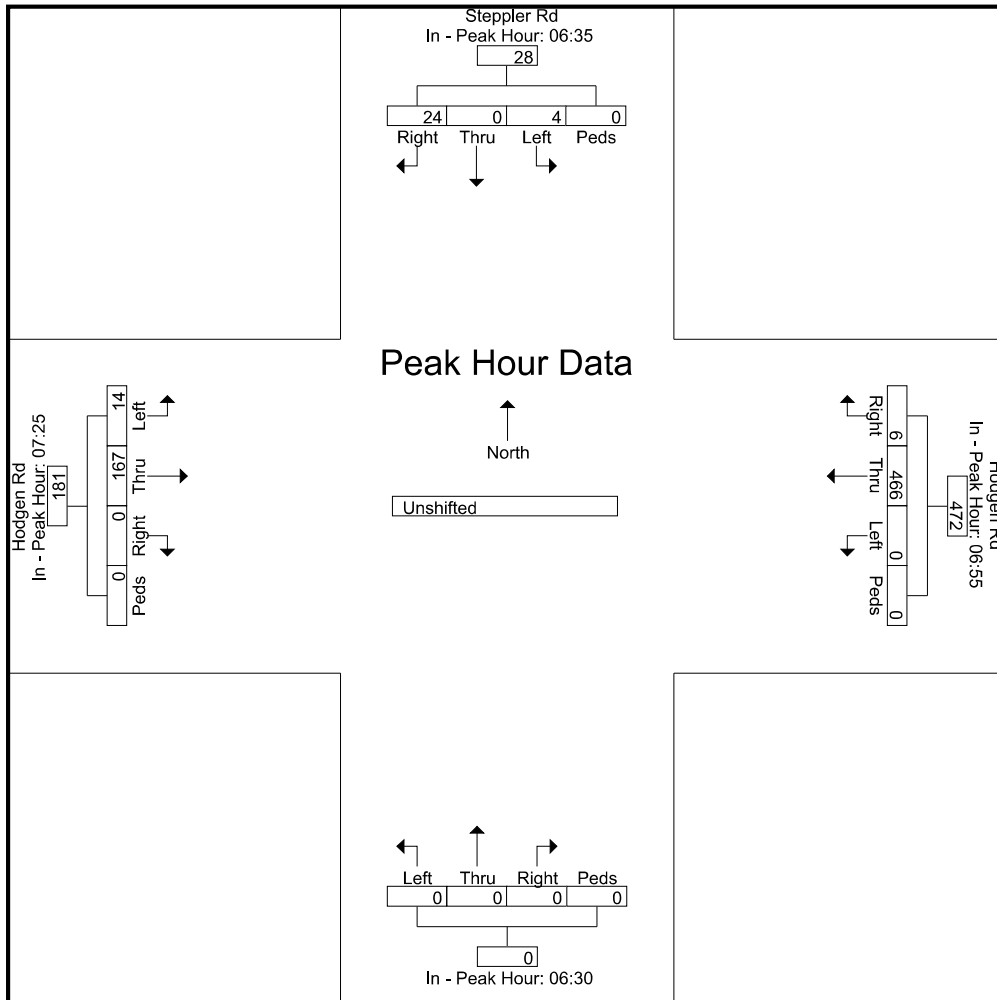 Steppler Rd
In - Peak Hour: 06:35
28
24 0 4 0
Right Thru Left Peds
Peak Hour Data
North
Unshifted
Hodgen Rd
In - Peak Hour: 07:25
181
14 167 0 0
Left Thru Right Peds
Hodgen Rd
In - Peak Hour: 06:55
472
6 466 0 0
Right Thru Left Peds
Left Thru Right Peds
0 0 0 0
0
In - Peak Hour: 06:30